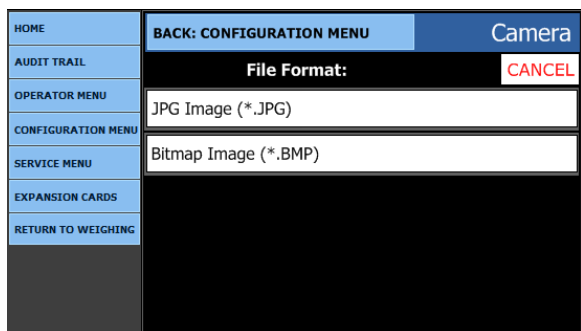 HOME
AUDIT TRAIL
OPERATOR MENU
CONFIGURATION MENU
SERVICE MENU
EXPANSION CARDS
RETURN TO WEIGHING
BACK: CONFIGURATION MENU
Camera
File Format:
CANCEL
JPG Image (*.JPG)
Bitmap Image (*.BMP)